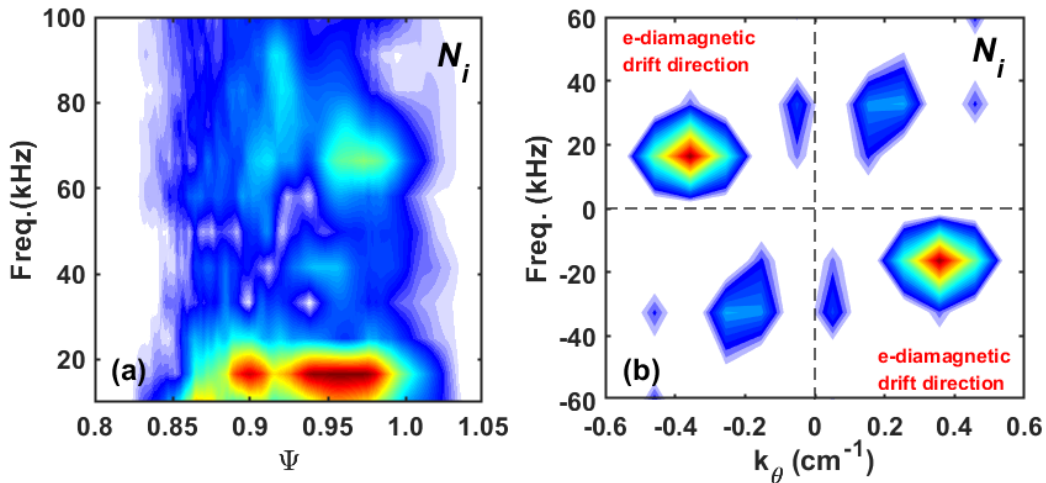 100
80
60
40
20
Freq.(kHz)
N_i
(a)
0.8
0.85
0.9
0.95
1.0
1.05
Ψ
60
40
20
0
-20
-40
-60
Freq. (kHz)
e-diamagnetic
drift direction
N_i
(b)
e-diamagnetic
drift direction
-0.6
-0.4
-0.2
0
0.2
0.4
0.6
k_θ (cm⁻¹)